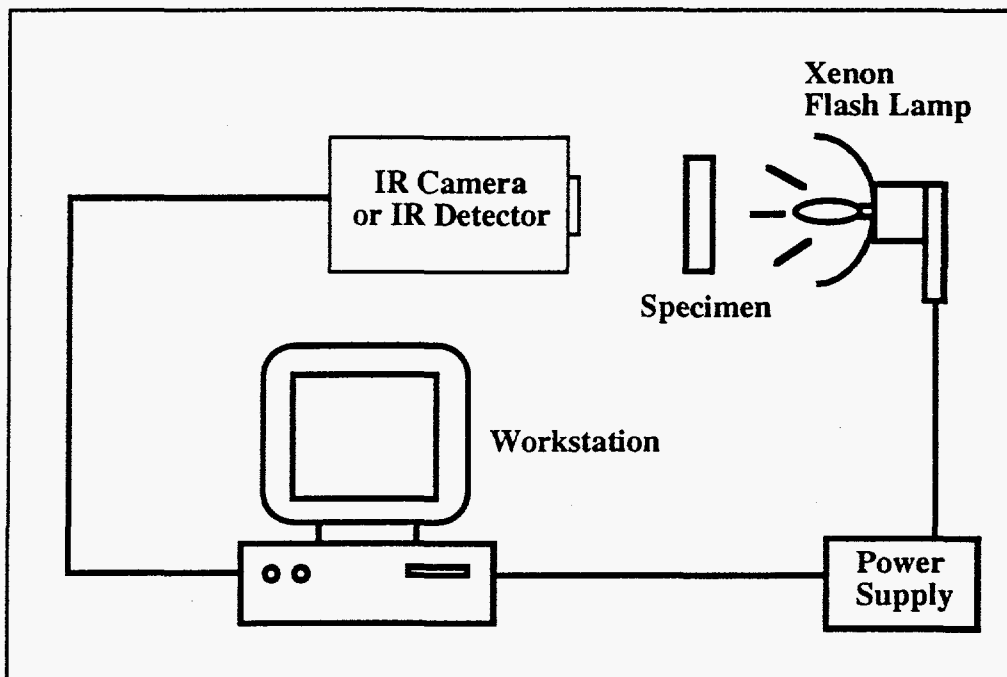 Xenon
Flash Lamp
IR Camera
or IR Detector
Specimen
Workstation
Power
Supply